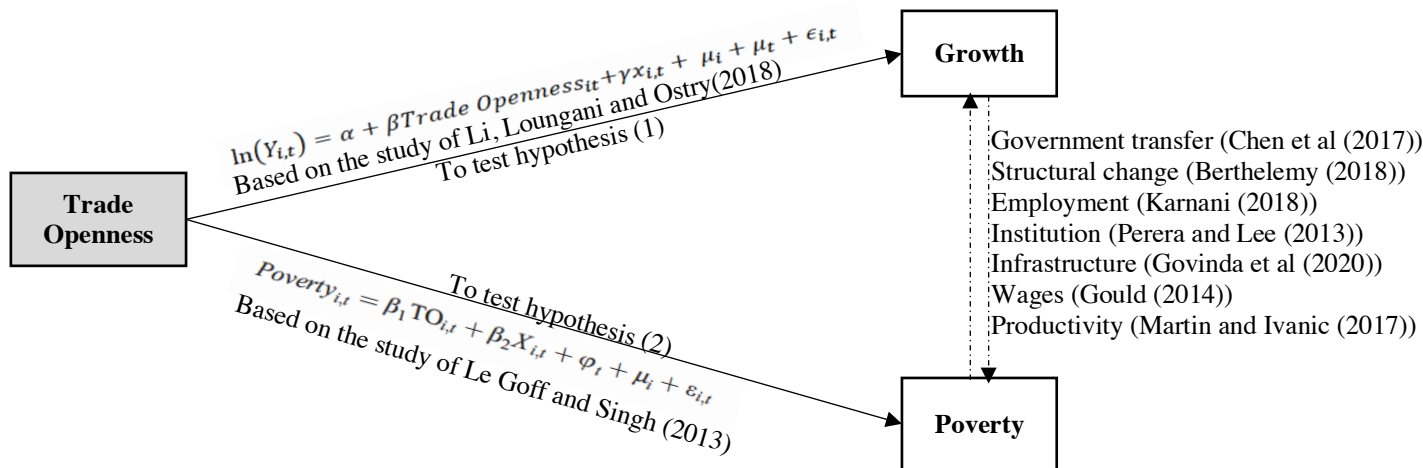 ln(Y_{i,t}) = α + βTrade Openness_{it}+γx_{i,t} + μ_i + μ_t + ϵ_{i,t}
Based on the study of Li, Loungani and Ostry(2018)
To test hypothesis (1)
Growth
Trade
Openness
Government transfer (Chen et al (2017))
Structural change (Berthelemy (2018))
Employment (Karnani (2018))
Institution (Perera and Lee (2013))
Infrastructure (Govinda et al (2020))
Wages (Gould (2014))
Productivity (Martin and Ivanic (2017))
To test hypothesis (2)
Poverty_{i,t} = β_1 TO_{i,t} + β_2 X_{i,t} + φ_t + μ_i + ε_{i,t}
Based on the study of Le Goff and Singh (2013)
Poverty